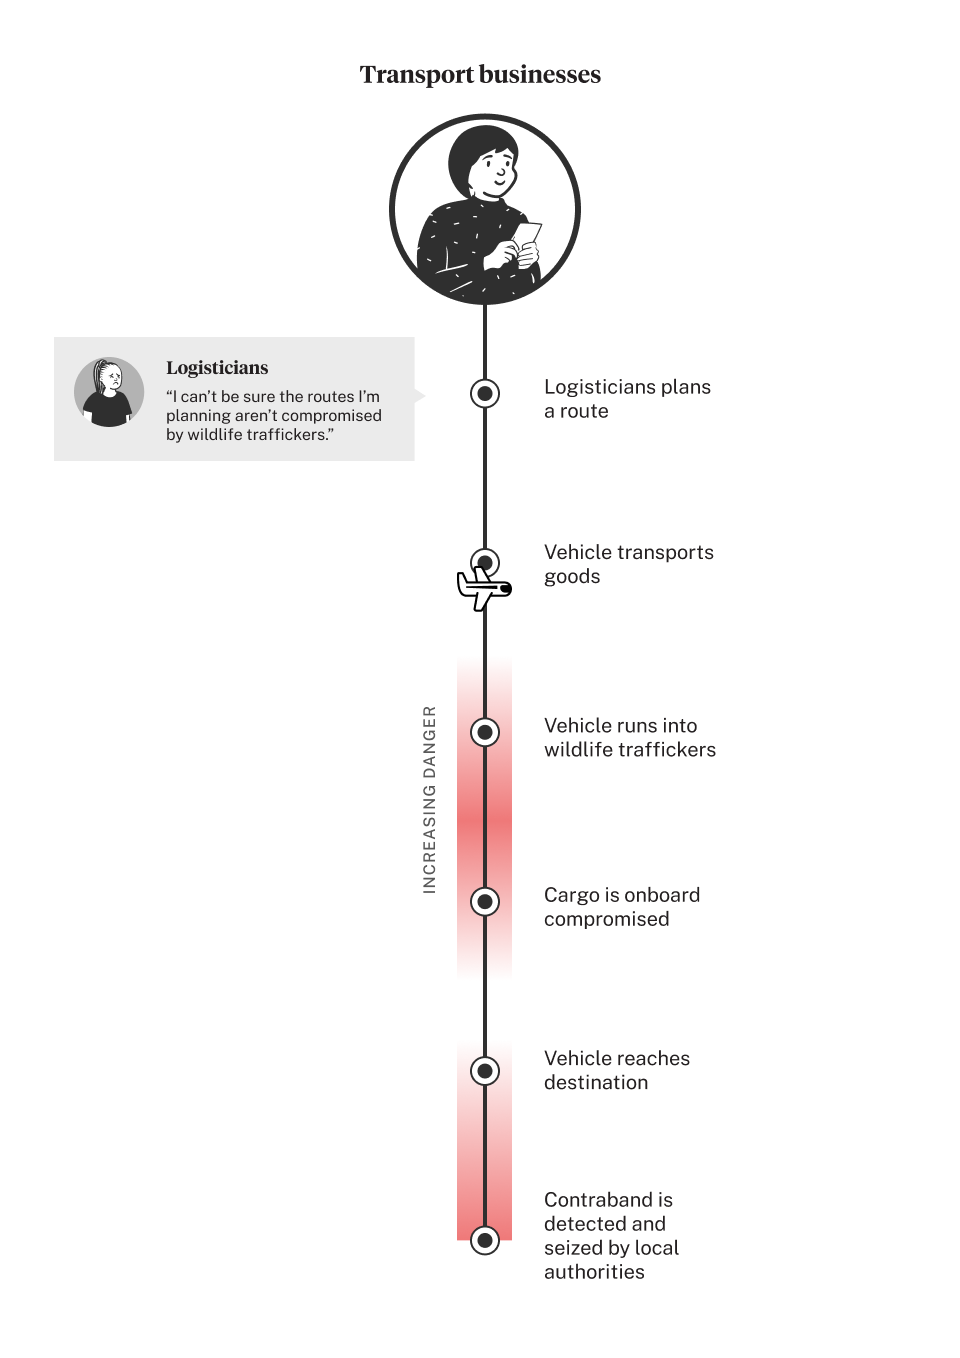 Transport businesses
Logisticians
“I can’t be sure the routes I’m
planning aren’t compromised
by wildlife traffickers.”
Logisticians plans
a route
Vehicle transports
goods
INCREASING DANGER
Vehicle runs into
wildlife traffickers
Cargo is onboard
compromised
Vehicle reaches
destination
Contraband is
detected and
seized by local
authorities